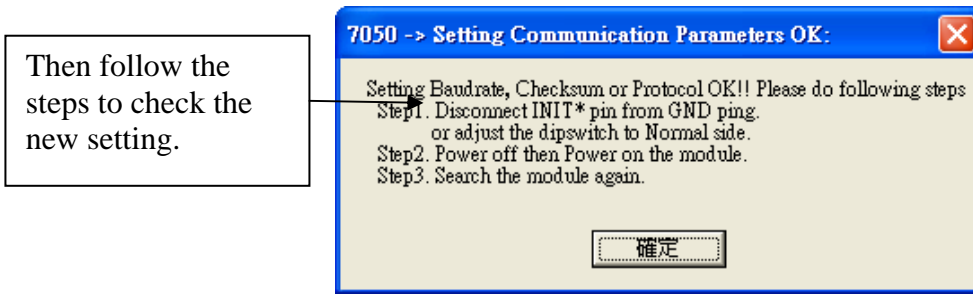 Then follow the
steps to check the
new setting.
7050 -> Setting Communication Parameters OK:
Setting Baudrate, Checksum or Protocol OK!! Please do following steps
Step1. Disconnect INIT* pin from GND ping.
or adjust the dipswitch to Normal side.
Step2. Power off then Power on the module.
Step3. Search the module again.
確定